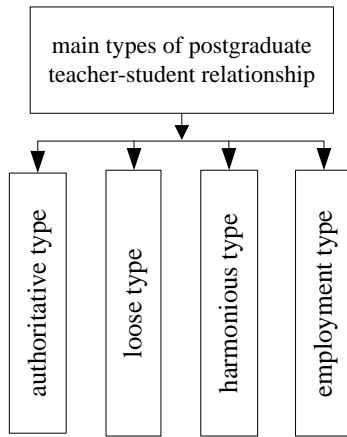 main types of postgraduate
teacher-student relationship
authoritative type
loose type
harmonious type
employment type